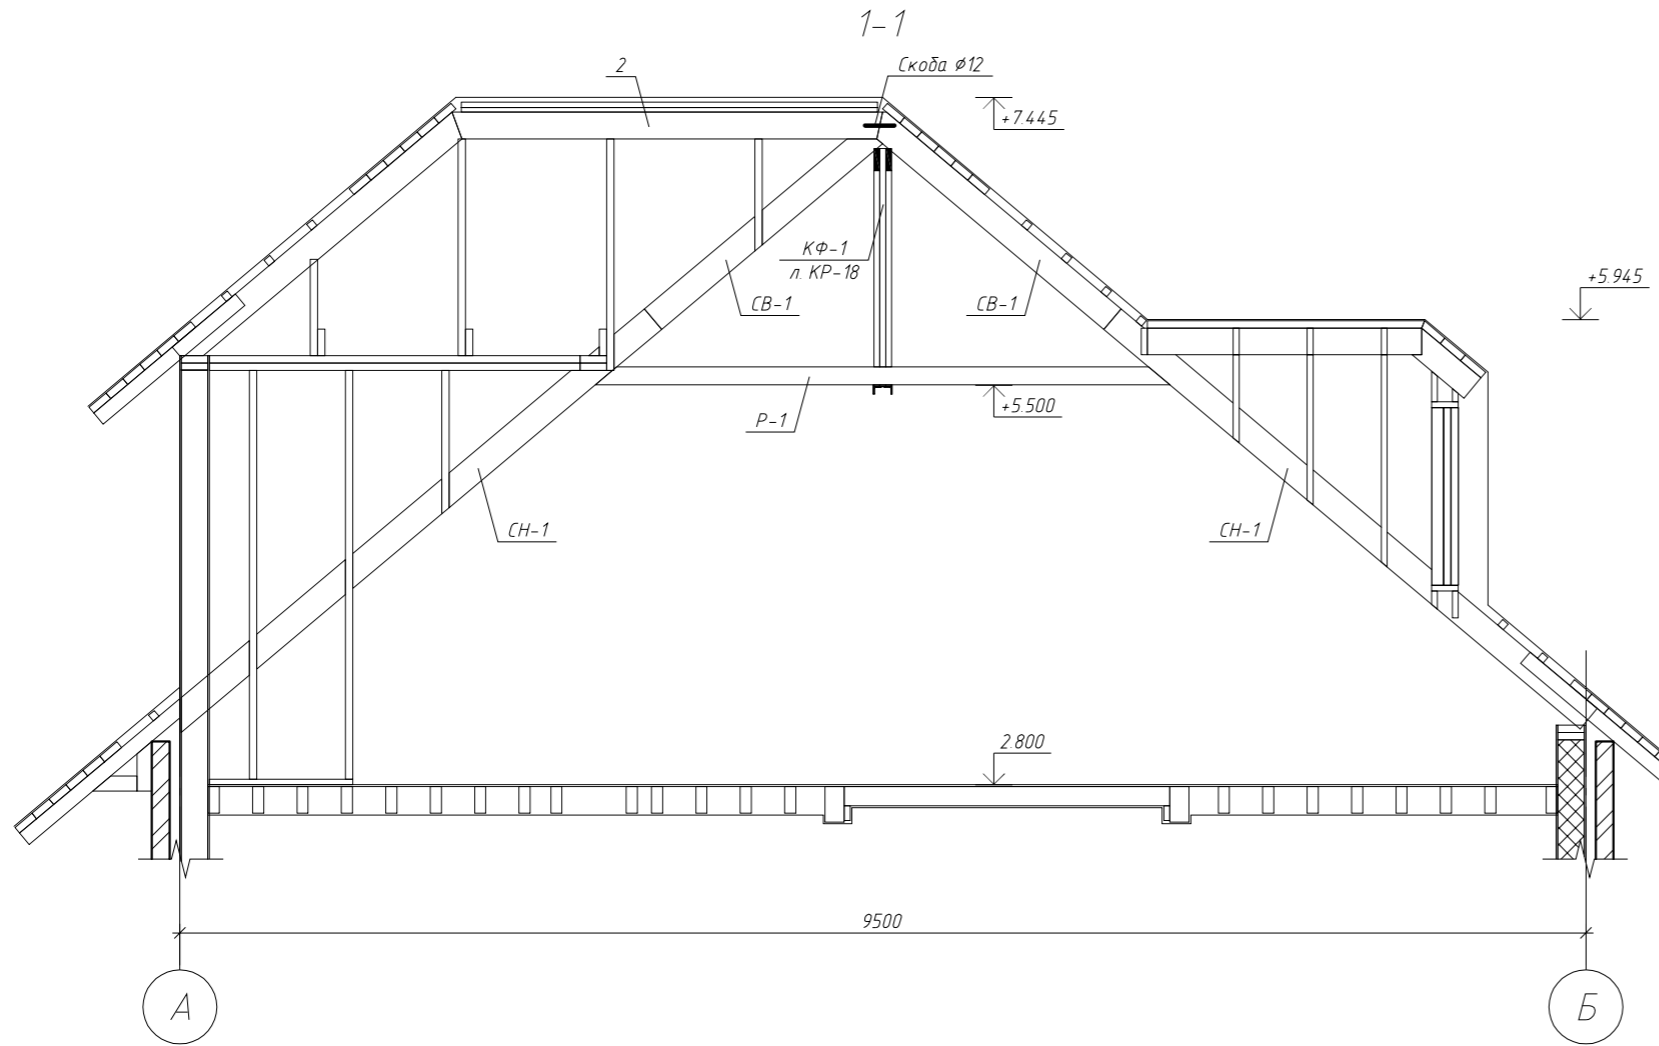 1-1
2
Скоба ⌀12
+7.445
КФ-1
л. КР-18
СВ-1
СВ-1
+5.945
Р-1
+5.500
СН-1
СН-1
2.800
9500
А
Б